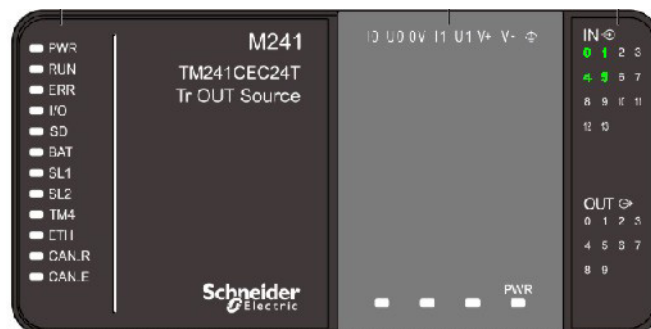 PWR
RUN
ERR
I/O
SD
BAT
SL1
SL2
TM4
ETH
CAN.R
CAN.E
M241
TM241CEC24T
Tr OUT Source
Schneider
Electric
I0 U0 0V I1 U1 V+ V-
PWR
IN
0 1 2 3
4 5 6 7
8 9 10 11
12 13
OUT
0 1 2 3
4 5 6 7
8 9